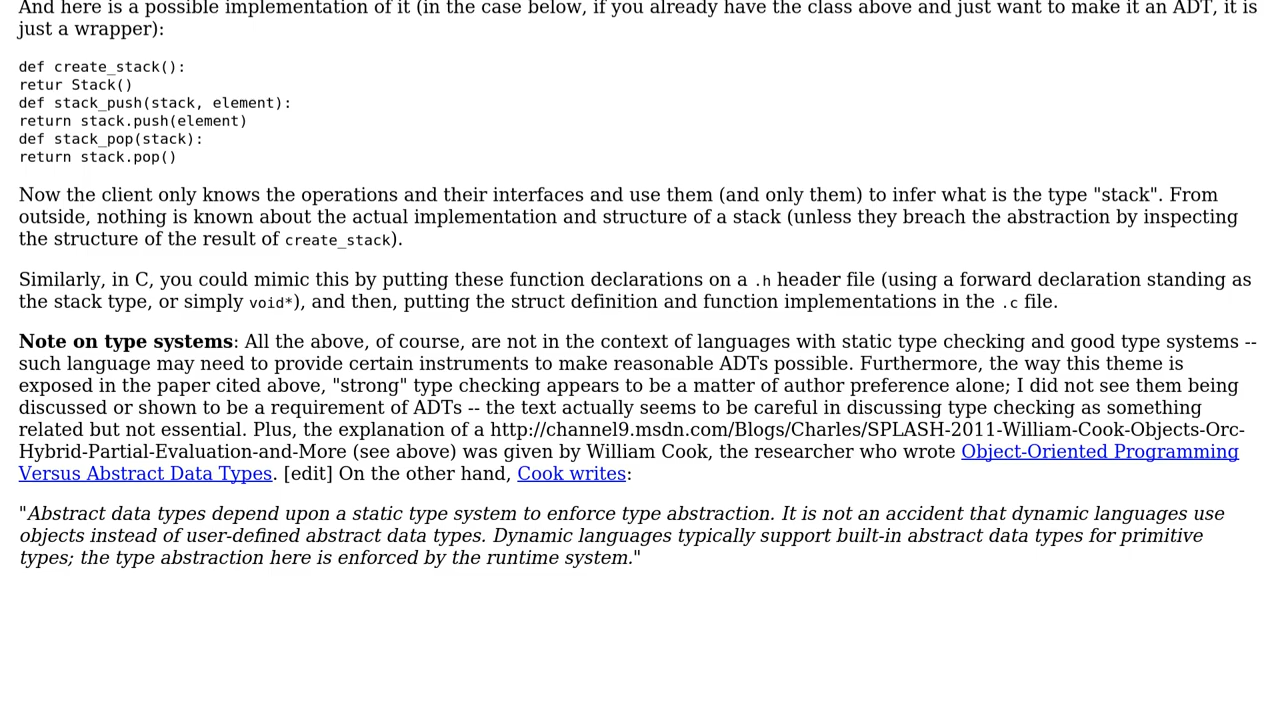 And here is a possible implementation of it (in the case below, if you already have the class above and just want to make it an ADT, it is
just a wrapper):
def create_stack():
retur Stack()
def stack_push(stack, element):
return stack.push(element)
def stack_pop(stack):
return stack.pop()
Now the client only knows the operations and their interfaces and use them (and only them) to infer what is the type "stack". From
outside, nothing is known about the actual implementation and structure of a stack (unless they breach the abstraction by inspecting
the structure of the result of create_stack).
Similarly, in C, you could mimic this by putting these function declarations on a .h header file (using a forward declaration standing as
the stack type, or simply void*), and then, putting the struct definition and function implementations in the .c file.
Note on type systems: All the above, of course, are not in the context of languages with static type checking and good type systems --
such language may need to provide certain instruments to make reasonable ADTs possible. Furthermore, the way this theme is
exposed in the paper cited above, "strong" type checking appears to be a matter of author preference alone; I did not see them being
discussed or shown to be a requirement of ADTs -- the text actually seems to be careful in discussing type checking as something
related but not essential. Plus, the explanation of a http://channel9.msdn.com/Blogs/Charles/SPLASH-2011-William-Cook-Objects-Orc-
Hybrid-Partial-Evaluation-and-More (see above) was given by William Cook, the researcher who wrote Object-Oriented Programming
Versus Abstract Data Types. [edit] On the other hand, Cook writes:
"Abstract data types depend upon a static type system to enforce type abstraction. It is not an accident that dynamic languages use
objects instead of user-defined abstract data types. Dynamic languages typically support built-in abstract data types for primitive
types; the type abstraction here is enforced by the runtime system."